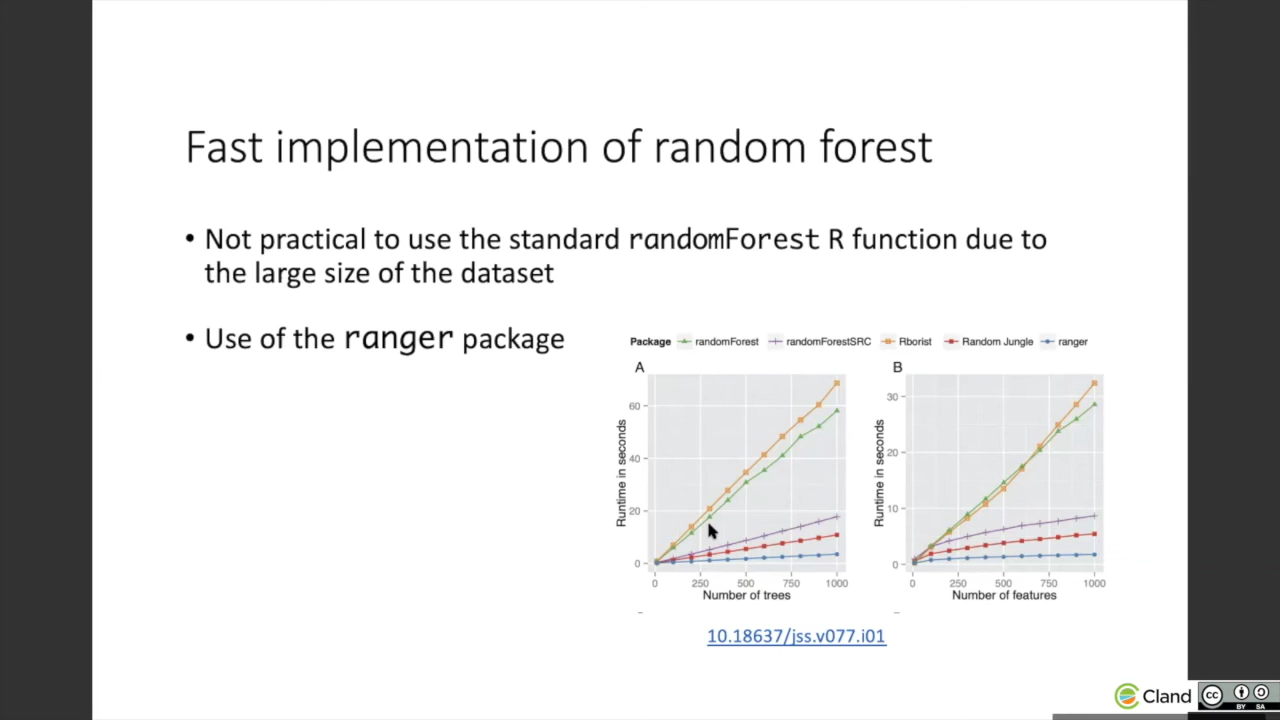 Fast implementation of random forest
• Not practical to use the standard randomForest R function due to
the large size of the dataset
• Use of the ranger package
Package randomForest randomForestSRC Rborist Random Jungle ranger
A
Runtime in seconds
60
40
20
0
0 250 500 750 1000
Number of trees
B
Runtime in seconds
30
20
10
0
0 250 500 750 1000
Number of features
10.18637/jss.v077.i01
Cland
cc
BY SA